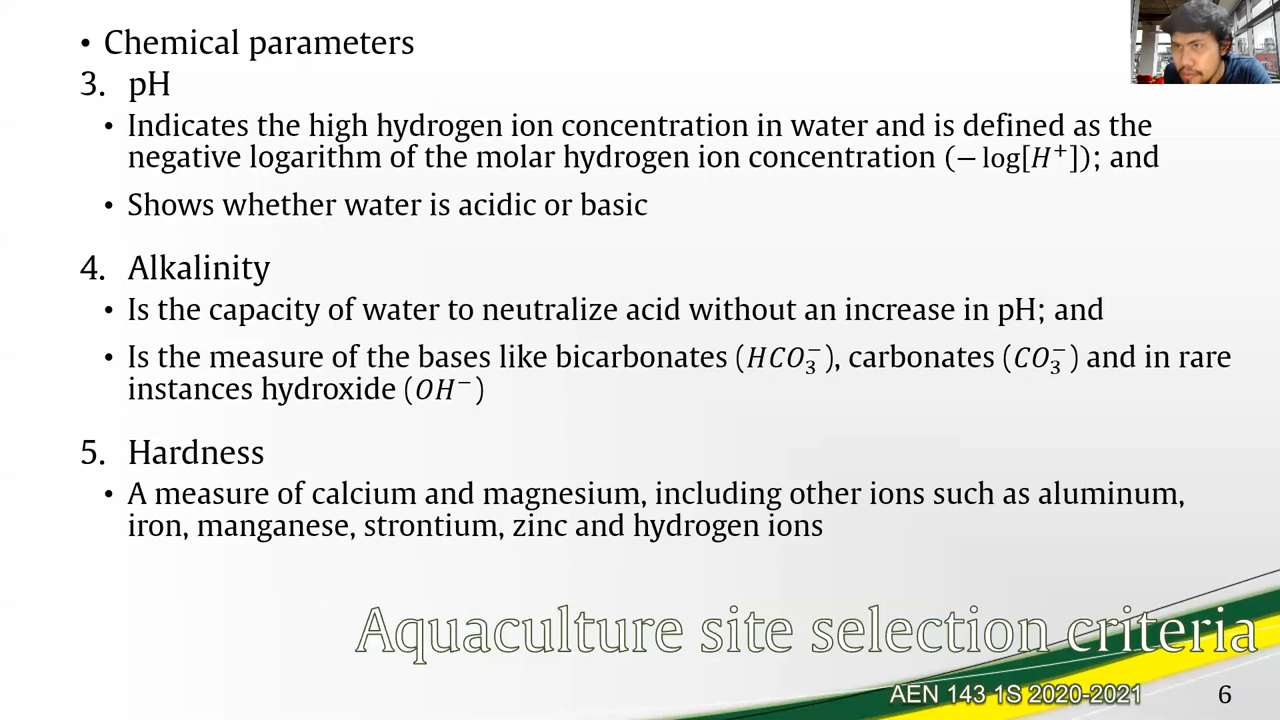 • Chemical parameters
3. pH
• Indicates the high hydrogen ion concentration in water and is defined as the
negative logarithm of the molar hydrogen ion concentration (− log[H⁺]); and
• Shows whether water is acidic or basic
4. Alkalinity
• Is the capacity of water to neutralize acid without an increase in pH; and
• Is the measure of the bases like bicarbonates (HCO₃⁻), carbonates (CO₃⁻) and in rare
instances hydroxide (OH⁻)
5. Hardness
• A measure of calcium and magnesium, including other ions such as aluminum,
iron, manganese, strontium, zinc and hydrogen ions
Aquaculture site selection criteria
AEN 143 1S 2020-2021
6